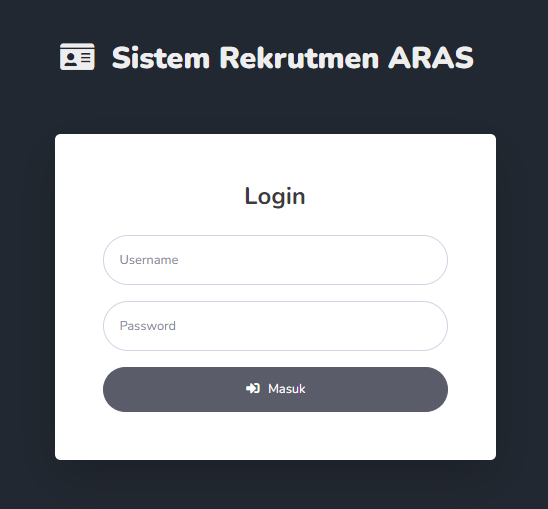 Sistem Rekrutmen ARAS
Login
Username
Password
Masuk